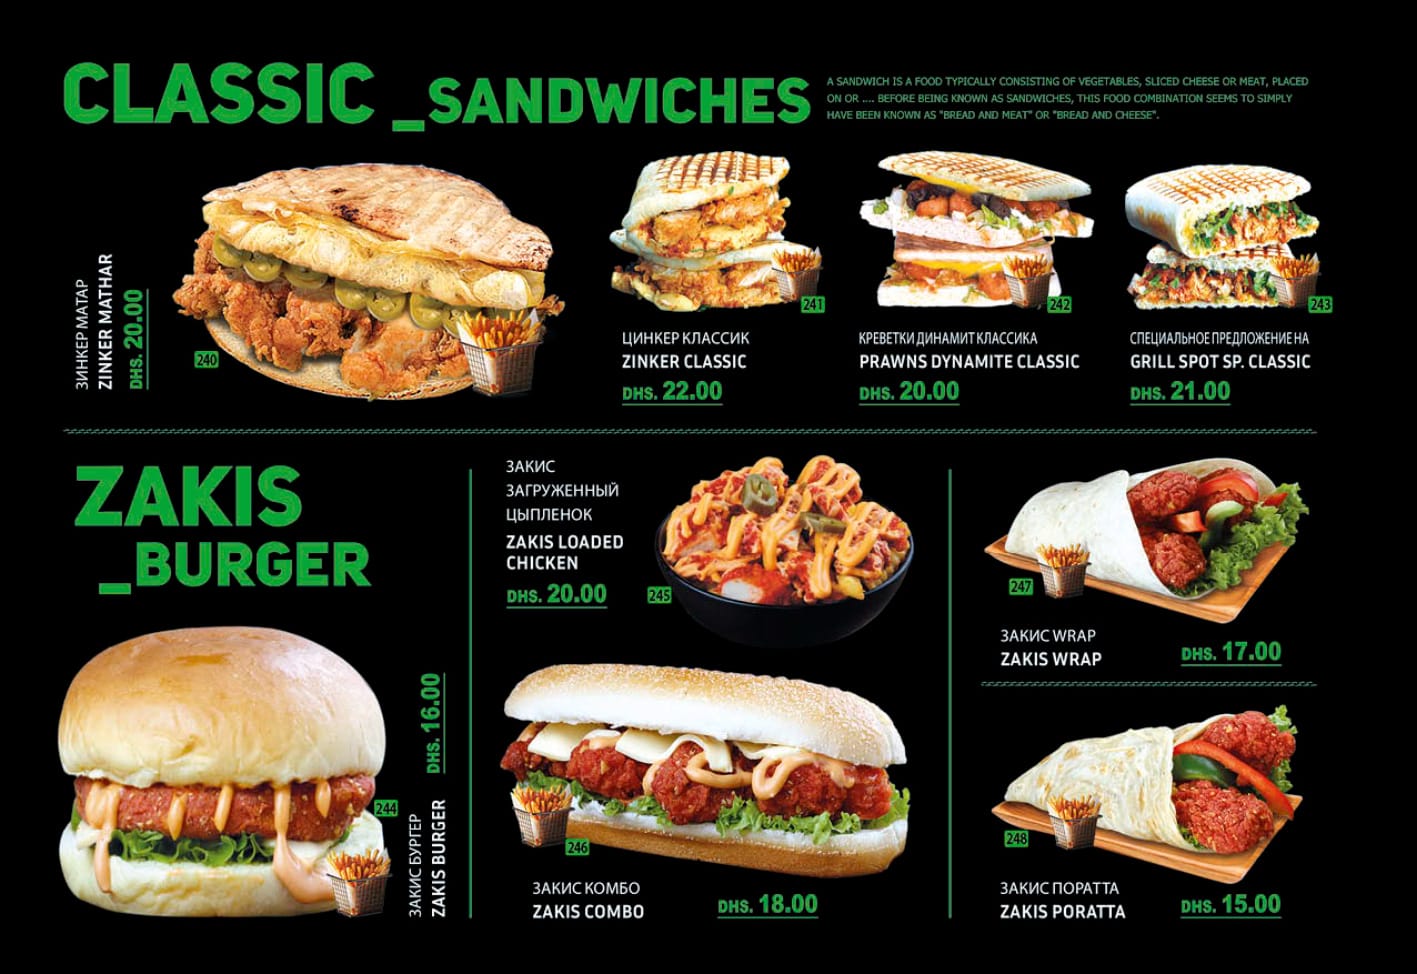 CLASSIC _SANDWICHES
A SANDWICH IS A FOOD TYPICALLY CONSISTING OF VEGETABLES, SLICED CHEESE OR MEAT, PLACED
ON OR .... BEFORE BEING KNOWN AS SANDWICHES, THIS FOOD COMBINATION SEEMS TO SIMPLY
HAVE BEEN KNOWN AS "BREAD AND MEAT" OR "BREAD AND CHEESE".
ЗИНКЕР МАТАР
ZINKER MATHAR
DHS. 20.00
240
241
ЦИНКЕР КЛАССИК
ZINKER CLASSIC
DHS. 22.00
242
КРЕВЕТКИ ДИНАМИТ КЛАССИКА
PRAWNS DYNAMITE CLASSIC
DHS. 20.00
243
СПЕЦИАЛЬНОЕ ПРЕДЛОЖЕНИЕ НА
GRILL SPOT SP. CLASSIC
DHS. 21.00
ZAKIS
_BURGER
244
ЗАКИС БУРГЕР
ZAKIS BURGER
DHS. 16.00
ЗАКИС
ЗАГРУЖЕННЫЙ
ЦЫПЛЕНОК
ZAKIS LOADED
CHICKEN
DHS. 20.00
245
246
ЗАКИС КОМБО
ZAKIS COMBO
DHS. 18.00
247
ЗАКИС WRAP
ZAKIS WRAP
DHS. 17.00
248
ЗАКИС ПОРАТТА
ZAKIS PORATTA
DHS. 15.00